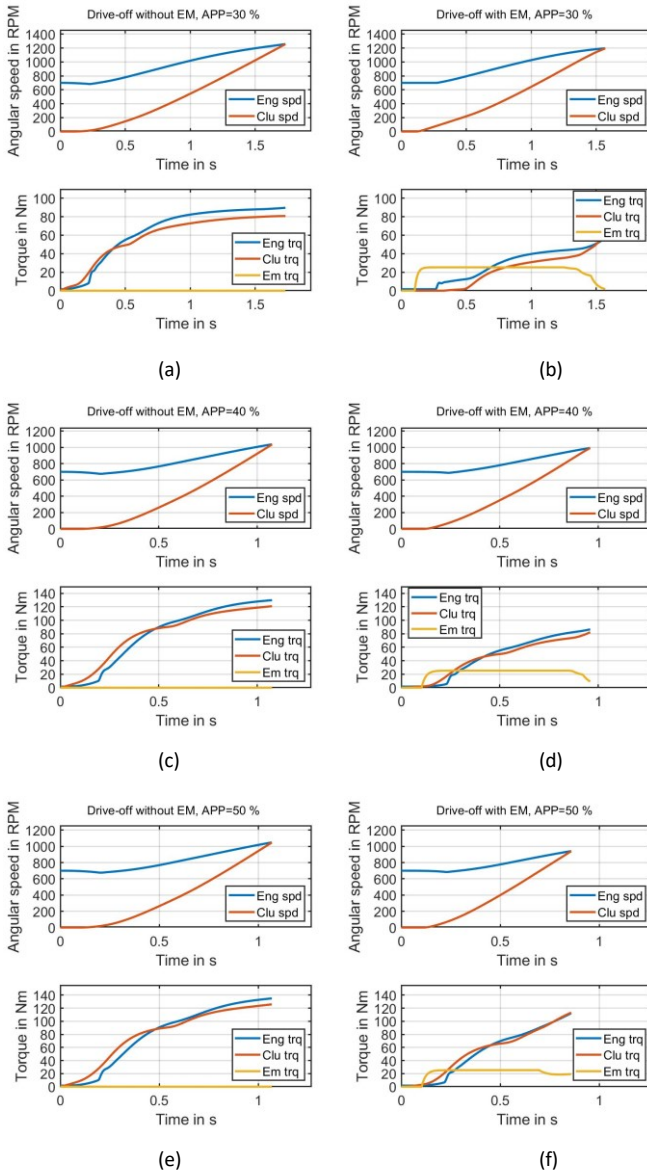 Drive-off without EM, APP=30 %
Angular speed in RPM
1400
1200
1000
800
600
400
200
0
Eng spd
Clu spd
0 0.5 1 1.5
Time in s
Torque in Nm
100
80
60
40
20
0
Eng trq
Clu trq
Em trq
0 0.5 1 1.5
Time in s
(a)
Drive-off with EM, APP=30 %
Angular speed in RPM
1400
1200
1000
800
600
400
200
0
Eng spd
Clu spd
0 0.5 1 1.5
Time in s
Torque in Nm
100
80
60
40
20
0
Eng trq
Clu trq
Em trq
0 0.5 1 1.5
Time in s
(b)
Drive-off without EM, APP=40 %
Angular speed in RPM
1200
1000
800
600
400
200
0
Eng spd
Clu spd
0 0.5 1
Time in s
Torque in Nm
140
120
100
80
60
40
20
0
Eng trq
Clu trq
Em trq
0 0.5 1
Time in s
(c)
Drive-off with EM, APP=40 %
Angular speed in RPM
1200
1000
800
600
400
200
0
Eng spd
Clu spd
0 0.5 1
Time in s
Torque in Nm
140
120
100
80
60
40
20
0
Eng trq
Clu trq
Em trq
0 0.5 1
Time in s
(d)
Drive-off without EM, APP=50 %
Angular speed in RPM
1200
1000
800
600
400
200
0
Eng spd
Clu spd
0 0.5 1
Time in s
Torque in Nm
140
120
100
80
60
40
20
0
Eng trq
Clu trq
Em trq
0 0.5 1
Time in s
(e)
Drive-off with EM, APP=50 %
Angular speed in RPM
1200
1000
800
600
400
200
0
Eng spd
Clu spd
0 0.5 1
Time in s
Torque in Nm
140
120
100
80
60
40
20
0
Eng trq
Clu trq
Em trq
0 0.5 1
Time in s
(f)